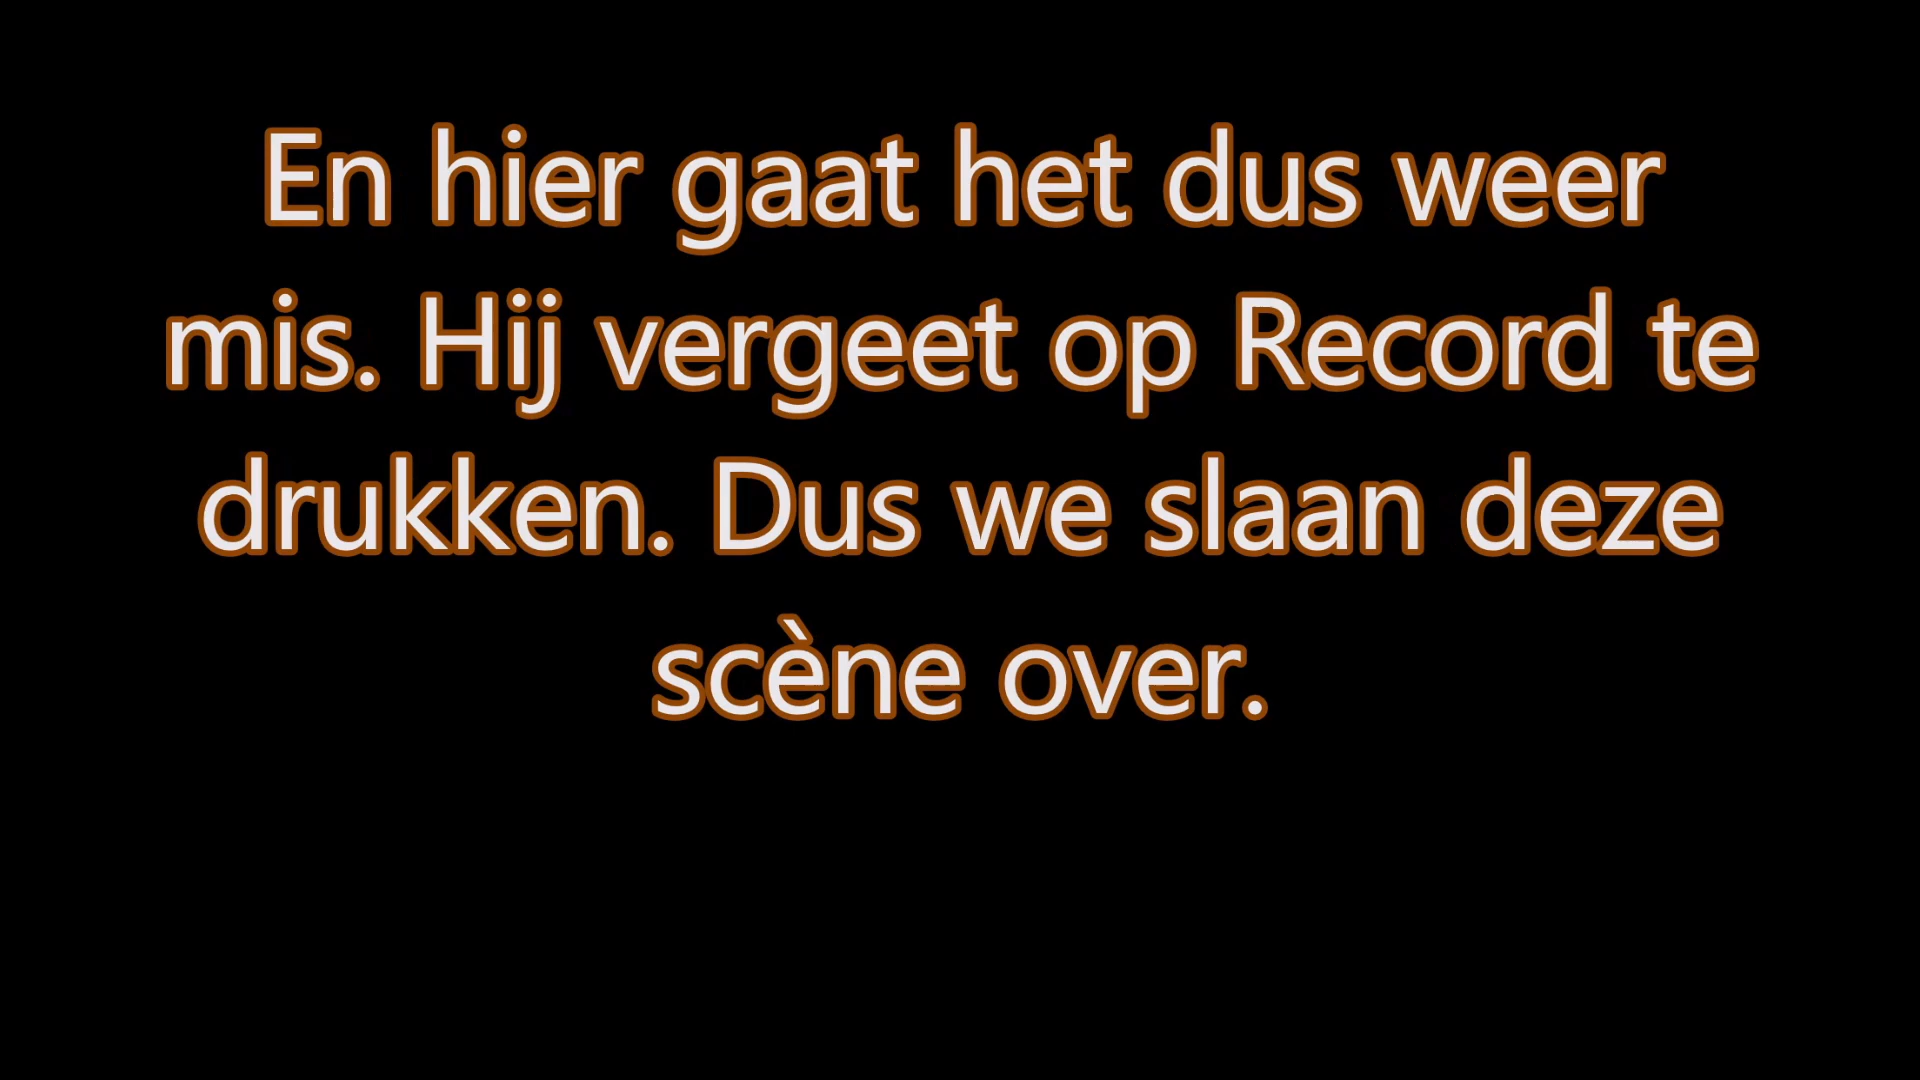 En hier gaat het dus weer
mis. Hij vergeet op Record te
drukken. Dus we slaan deze
scène over.